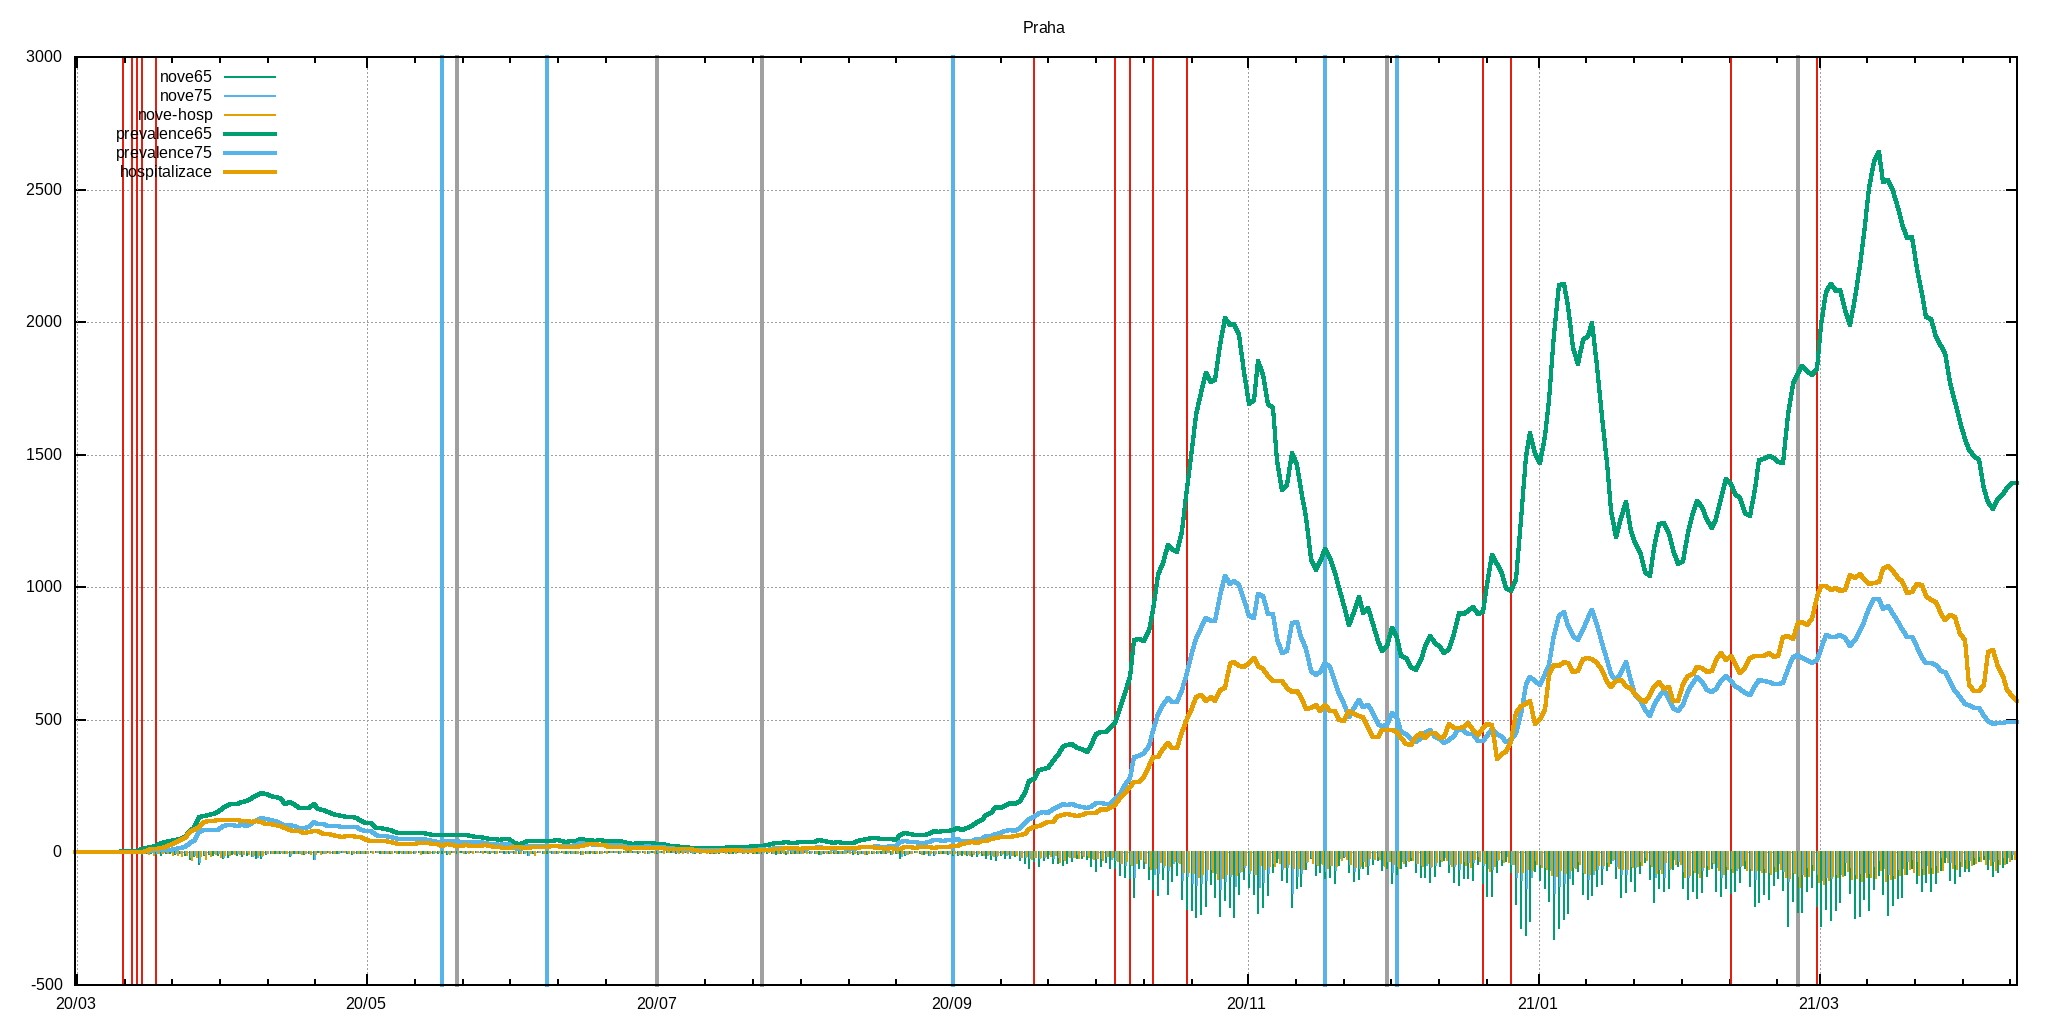 Praha
3000
2500
2000
1500
1000
500
0
-500
nove65
nove75
nove-hosp
prevalence65
prevalence75
hospitalizace
20/03 20/05 20/07 20/09 20/11 21/01 21/03